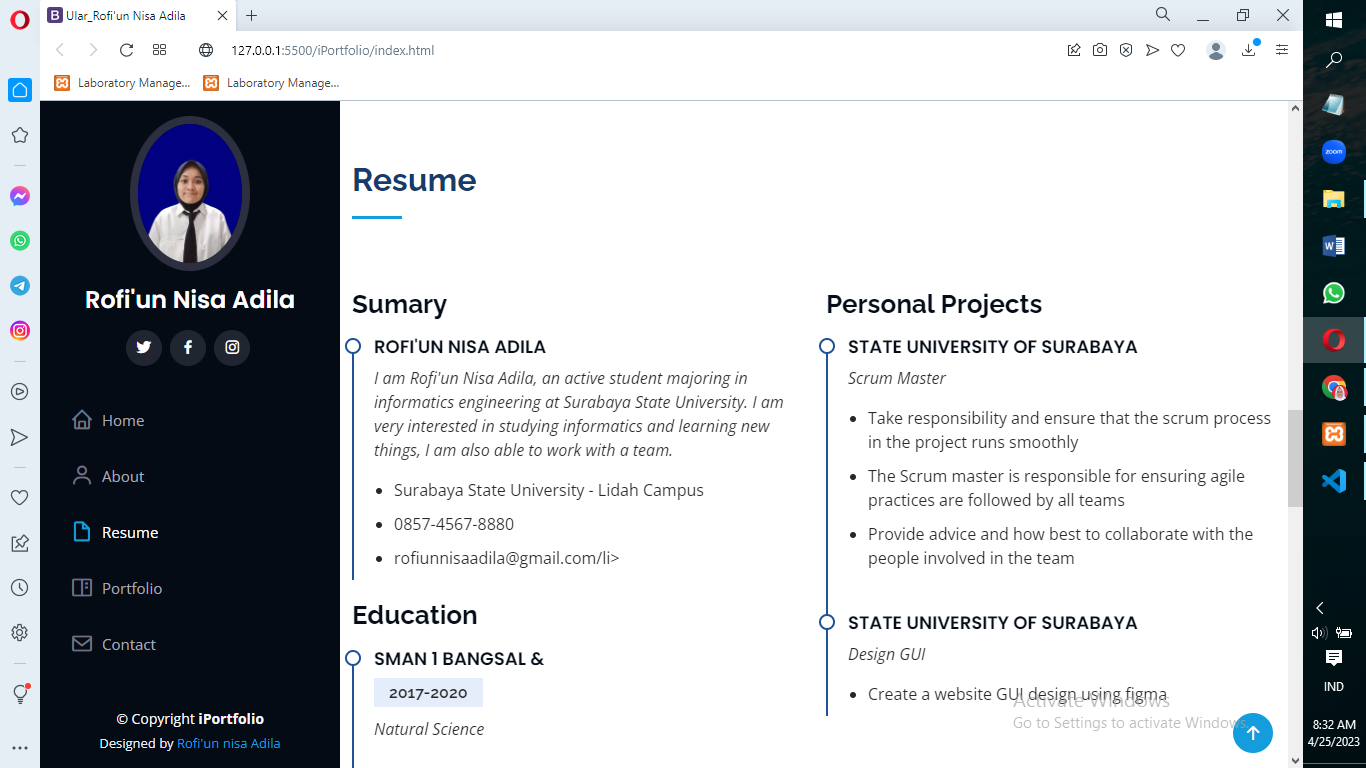 Ular_Rofi'un Nisa Adila
127.0.0.1:5500/iPortfolio/index.html
Laboratory Manage...
Laboratory Manage...
Rofi'un Nisa Adila
Home
About
Resume
Portfolio
Contact
© Copyright iPortfolio
Designed by Rofi'un nisa Adila
Resume
Sumary
ROFI'UN NISA ADILA
I am Rofi'un Nisa Adila, an active student majoring in
informatics engineering at Surabaya State University. I am
very interested in studying informatics and learning new
things, I am also able to work with a team.
Surabaya State University - Lidah Campus
0857-4567-8880
rofiunnisaadila@gmail.com/li>
Education
SMAN 1 BANGSAL &
2017-2020
Natural Science
Personal Projects
STATE UNIVERSITY OF SURABAYA
Scrum Master
Take responsibility and ensure that the scrum process
in the project runs smoothly
The Scrum master is responsible for ensuring agile
practices are followed by all teams
Provide advice and how best to collaborate with the
people involved in the team
STATE UNIVERSITY OF SURABAYA
Design GUI
Create a website GUI design using figma
Activate Windows
Go to Settings to activate Windows.
zoom
IND
8:32 AM
4/25/2023